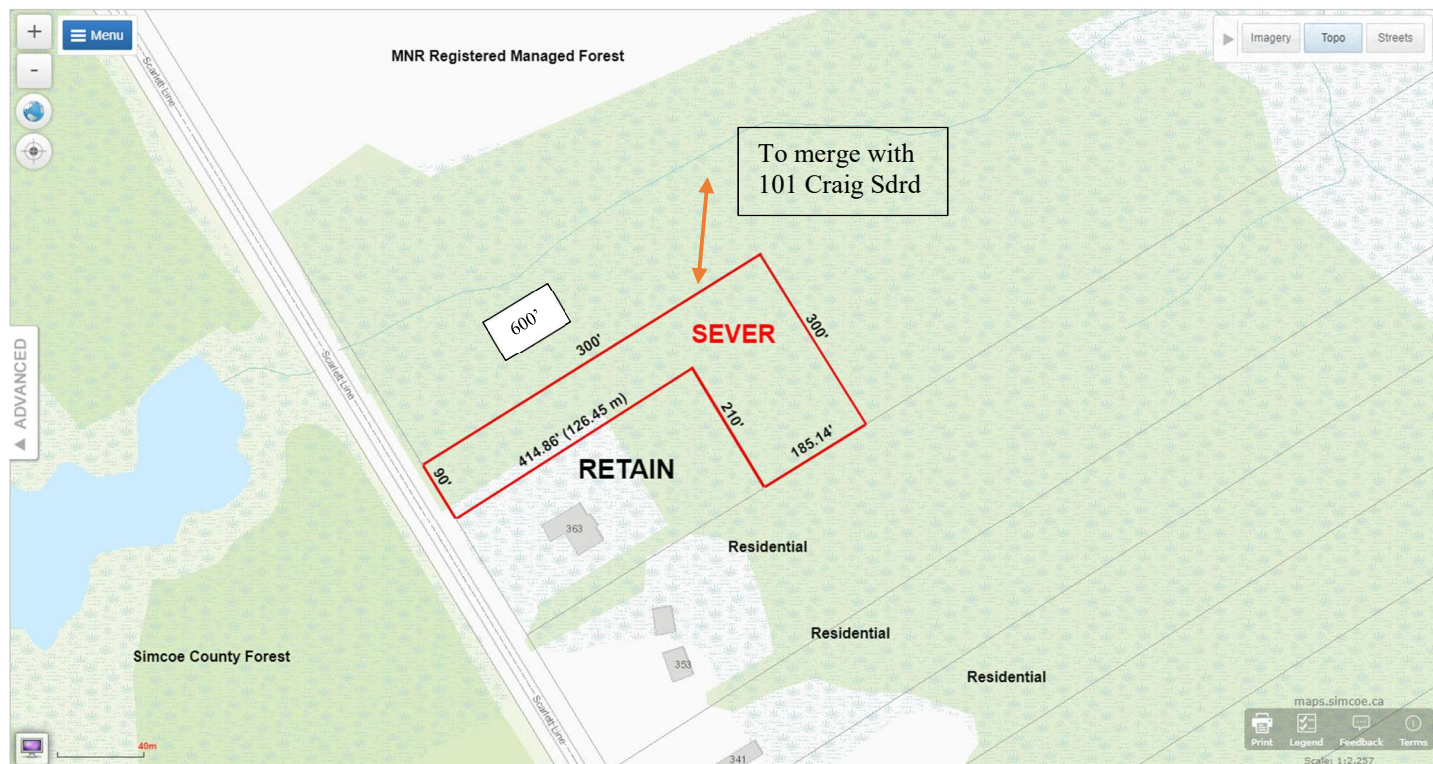 +
Menu
-
MNR Registered Managed Forest
Imagery
Topo
Streets
Scarlett Line
To merge with
101 Craig Sdrd
600’
300'
SEVER
300'
Scarlett Line
ADVANCED
414.86' (126.45 m)
210'
185.14'
90'
RETAIN
363
Residential
Residential
353
Simcoe County Forest
Residential
Scarlett Line
maps.simcoe.ca
Print
Legend
Feedback
Terms
40m
341
Scale: 1:2,257